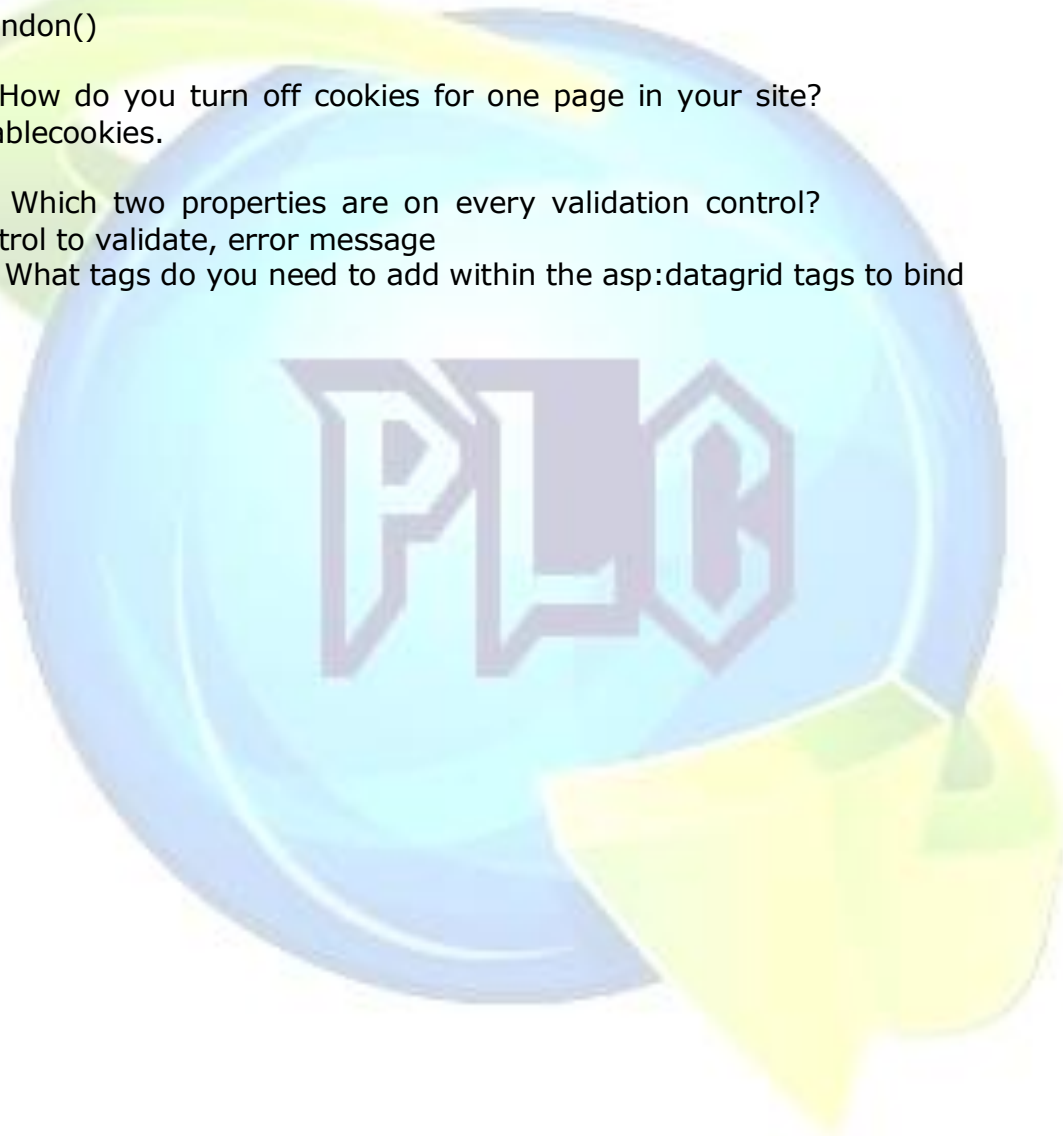 ndon()
How do you turn off cookies for one page in your site?
ablecookies.
Which two properties are on every validation control?
trol to validate, error message
What tags do you need to add within the asp:datagrid tags to bind
PLC